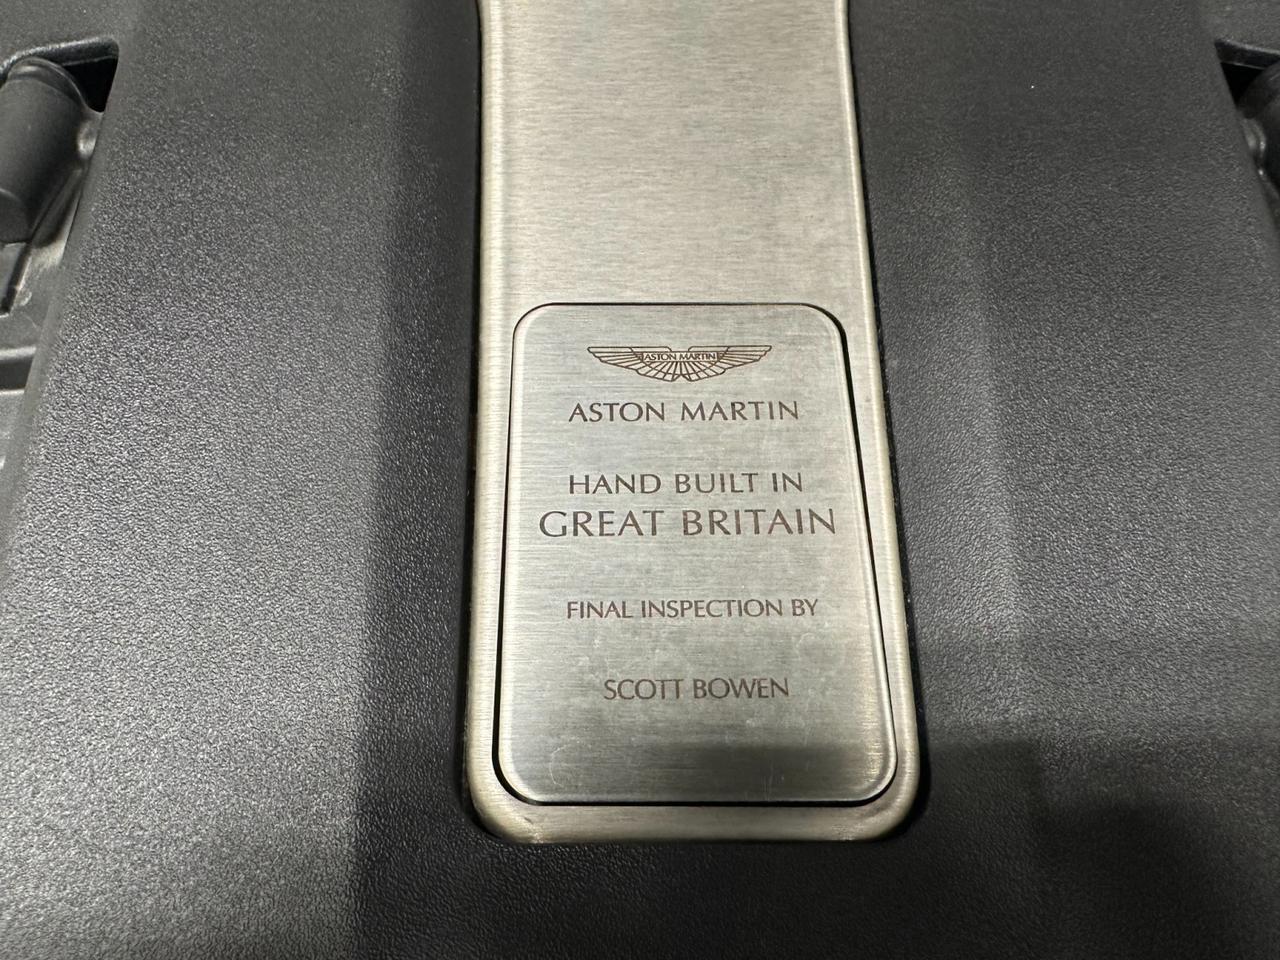 ASTON MARTIN
ASTON MARTIN
HAND BUILT IN
GREAT BRITAIN
FINAL INSPECTION BY
SCOTT BOWEN